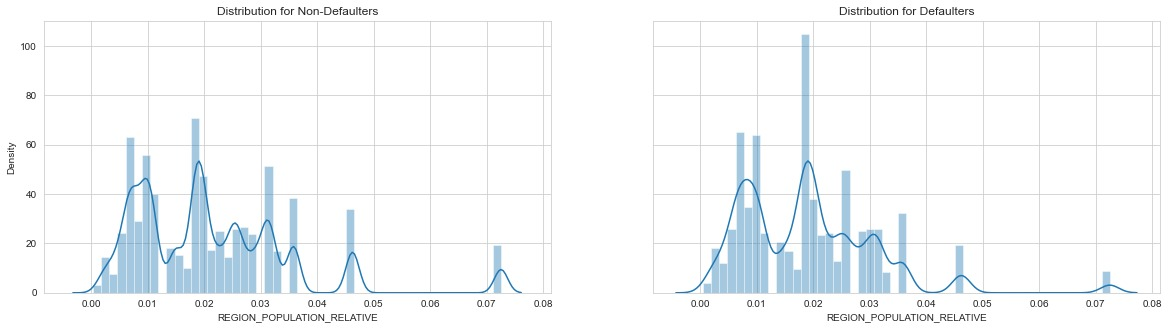 Distribution for Non-Defaulters
Distribution for Defaulters
Density
100
80
60
40
20
0
0.00 0.01 0.02 0.03 0.04 0.05 0.06 0.07 0.08
0.00 0.01 0.02 0.03 0.04 0.05 0.06 0.07 0.08
REGION_POPULATION_RELATIVE
REGION_POPULATION_RELATIVE